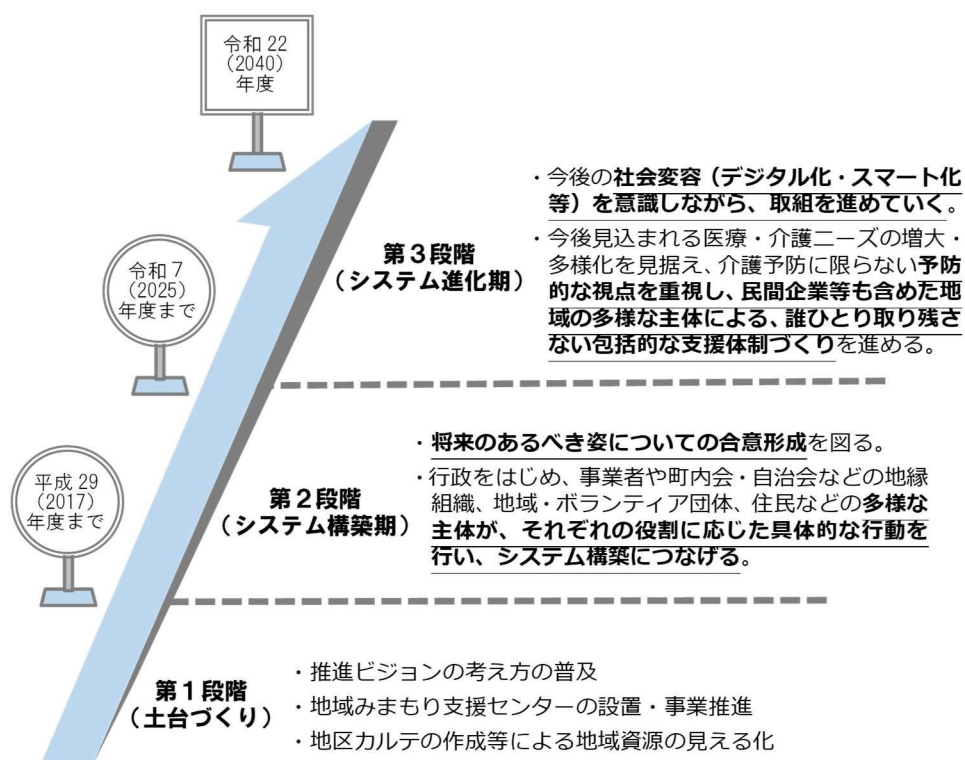 令和 22
（2040）
年度
・今後の社会変容（デジタル化・スマート化
等）を意識しながら、取組を進めていく。
・今後見込まれる医療・介護ニーズの増大・
多様化を見据え、介護予防に限らない予防
的な視点を重視し、民間企業等も含めた地
域の多様な主体による、誰ひとり取り残さ
ない包括的な支援体制づくりを進める。
第３段階
（システム進化期）
令和 7
（2025）
年度まで
・将来のあるべき姿についての合意形成を図る。
・行政をはじめ、事業者や町内会・自治会などの地縁
組織、地域・ボランティア団体、住民などの多様な
主体が、それぞれの役割に応じた具体的な行動を
行い、システム構築につなげる。
第２段階
（システム構築期）
平成 29
（2017）
年度まで
第１段階
（土台づくり）
・推進ビジョンの考え方の普及
・地域みまもり支援センターの設置・事業推進
・地区カルテの作成等による地域資源の見える化